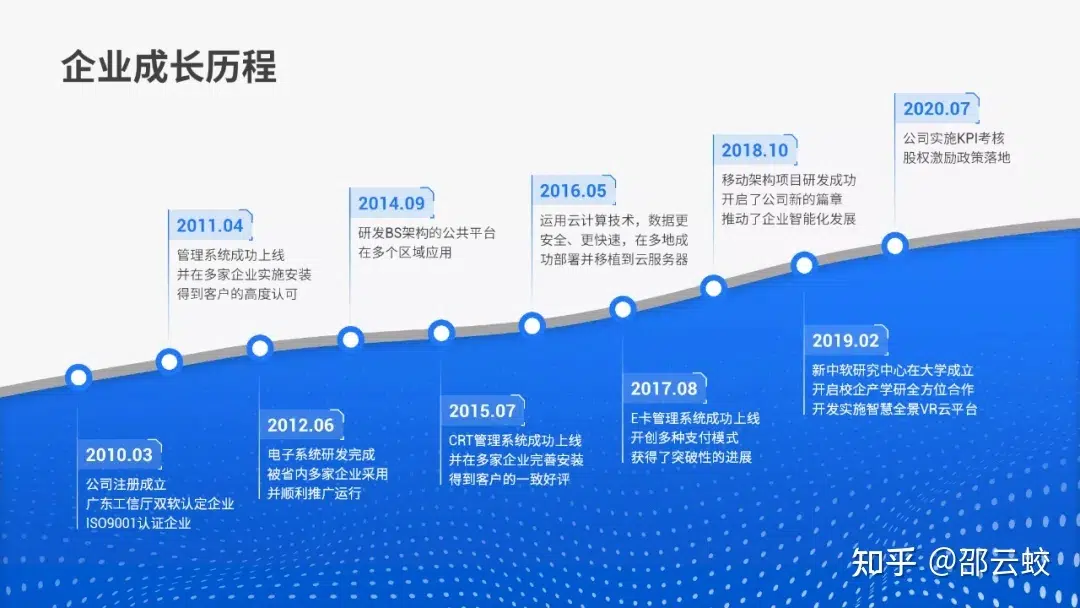 企业成长历程
2010.03
公司注册成立
广东工信厅双软认定企业
ISO9001认证企业
2011.04
管理系统成功上线
并在多家企业实施安装
得到客户的高度认可
2012.06
电子系统研发完成
被省内多家企业采用
并顺利推广运行
2014.09
研发BS架构的公共平台
在多个区域应用
2015.07
CRT管理系统成功上线
并在多家企业完善安装
得到客户的一致好评
2016.05
运用云计算技术，数据更
安全、更快速，在多地成
功部署并移植到云服务器
2017.08
E卡管理系统成功上线
开创多种支付模式
获得了突破性的进展
2018.10
移动架构项目研发成功
开启了公司新的篇章
推动了企业智能化发展
2019.02
新中软研究中心在大学成立
开启校企产学研全方位合作
开发实施智慧全景VR云平台
2020.07
公司实施KPI考核
股权激励政策落地
知乎 @邵云蛟